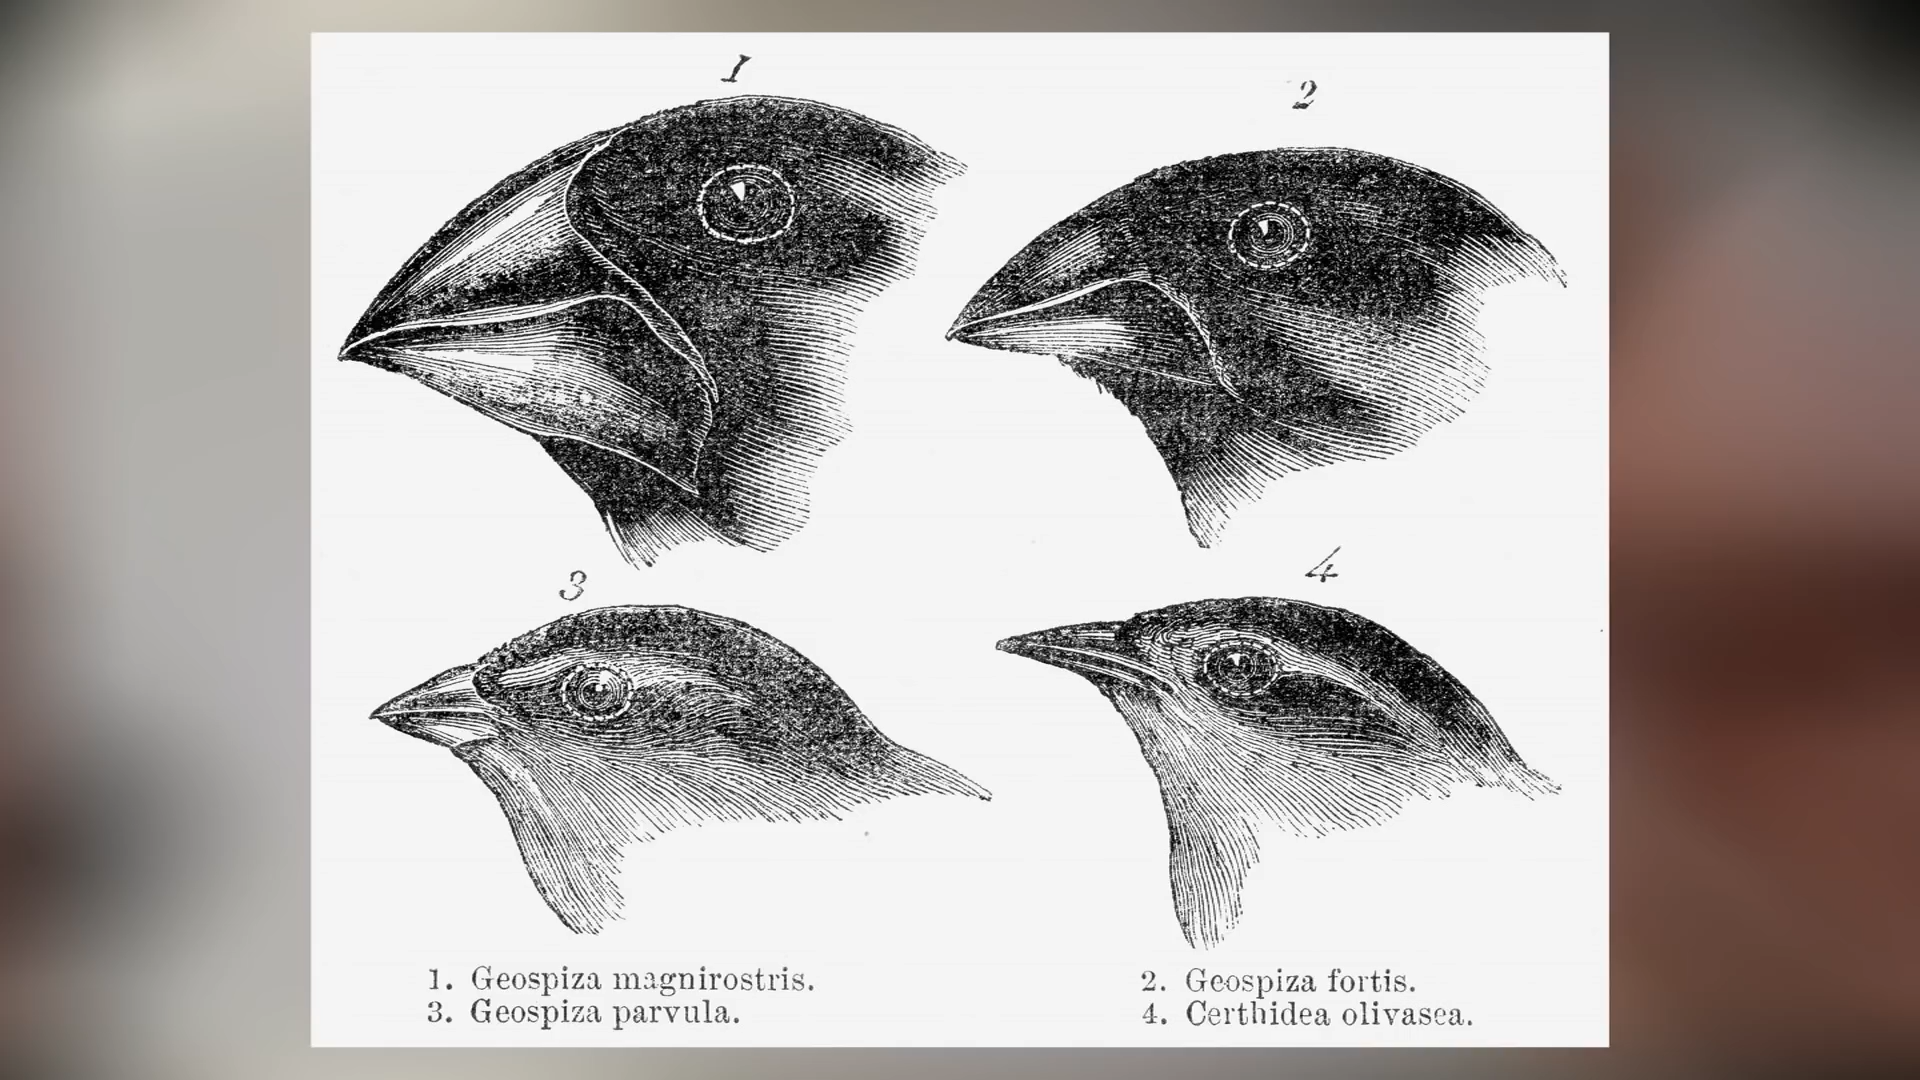 1
2
3
4
1. Geospiza magnirostris.
2. Geospiza fortis.
3. Geospiza parvula.
4. Certhidea olivasea.